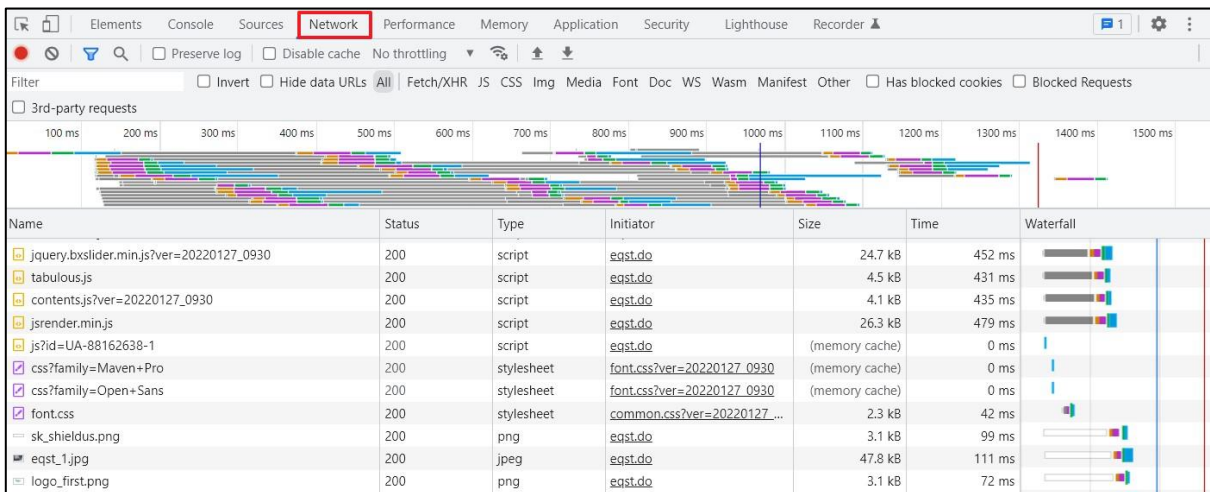 Elements Console Sources Network Performance Memory Application Security Lighthouse Recorder 1
Preserve log Disable cache No throttling
Filter Invert Hide data URLs All Fetch/XHR JS CSS Img Media Font Doc WS Wasm Manifest Other Has blocked cookies Blocked Requests
3rd-party requests
100 ms 200 ms 300 ms 400 ms 500 ms 600 ms 700 ms 800 ms 900 ms 1000 ms 1100 ms 1200 ms 1300 ms 1400 ms 1500 ms
Name Status Type Initiator Size Time Waterfall
jquery.bxslider.min.js?ver=20220127_0930 200 script eqst.do 24.7 kB 452 ms
tabulous.js 200 script eqst.do 4.5 kB 431 ms
contents.js?ver=20220127_0930 200 script eqst.do 4.1 kB 435 ms
jsrender.min.js 200 script eqst.do 26.3 kB 479 ms
js?id=UA-88162638-1 200 script eqst.do (memory cache) 0 ms
css?family=Maven+Pro 200 stylesheet font.css?ver=20220127_0930 (memory cache) 0 ms
css?family=Open+Sans 200 stylesheet font.css?ver=20220127_0930 (memory cache) 0 ms
font.css 200 stylesheet common.css?ver=20220127_... 2.3 kB 42 ms
sk_shieldus.png 200 png eqst.do 3.1 kB 99 ms
eqst_1.jpg 200 jpeg eqst.do 47.8 kB 111 ms
logo_first.png 200 png eqst.do 3.1 kB 72 ms